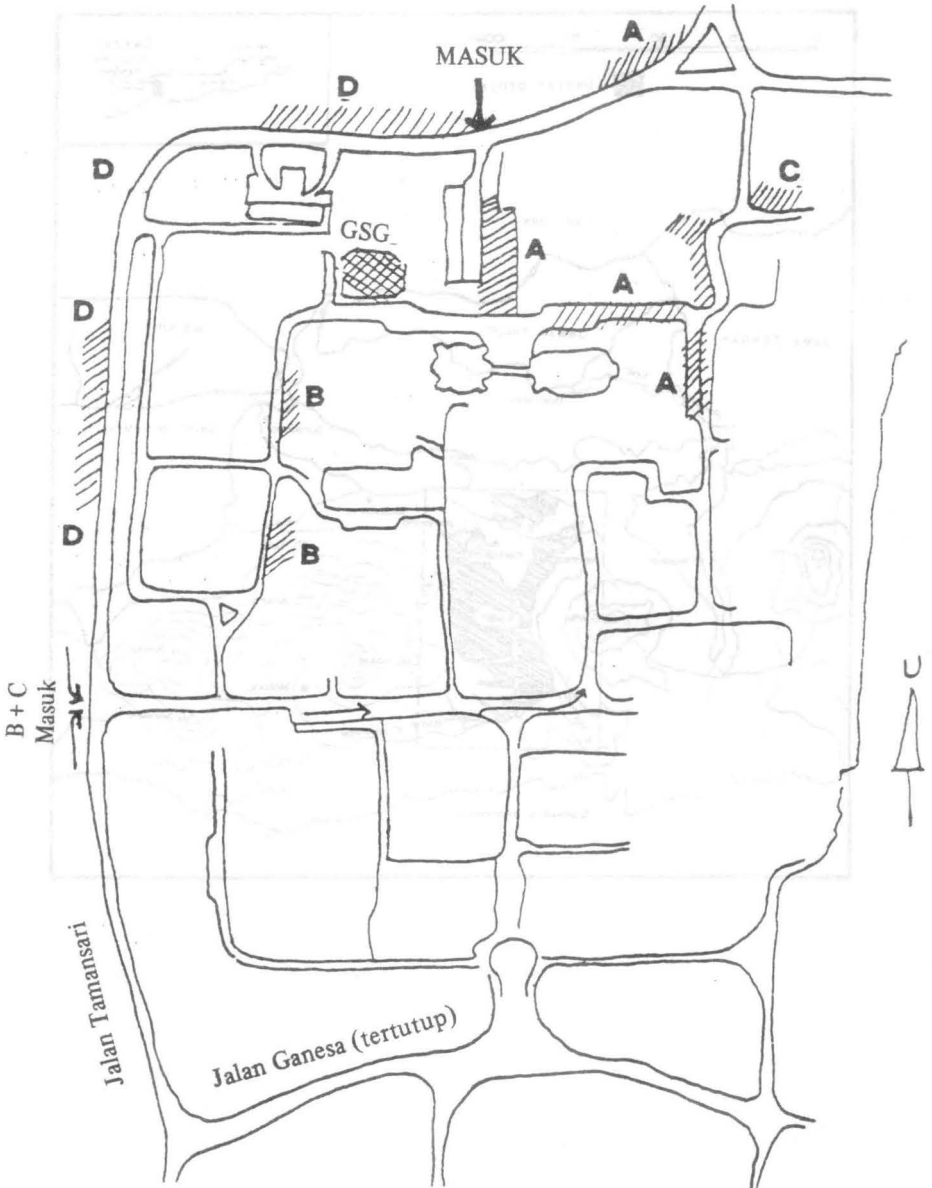 A
MASUK
D
D
C
GSG
A
A
D
A
B
D
B
U
B + C
Masuk
Jalan Tamansari
Jalan Ganesa (tertutup)